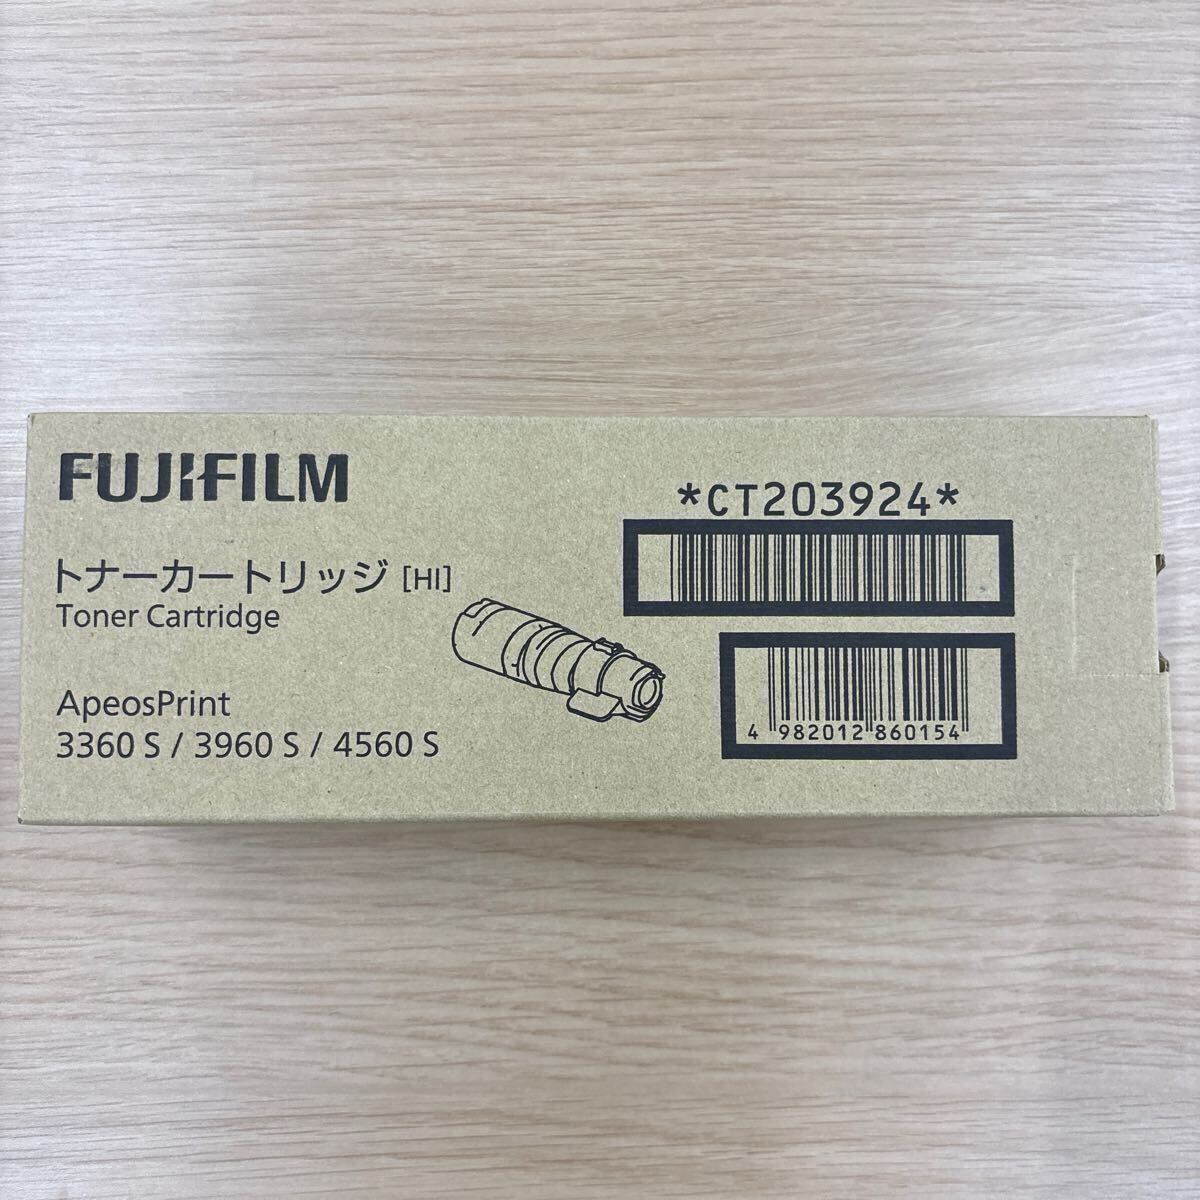 FUJIFILM
トナーカートリッジ [HI]
Toner Cartridge
ApeosPrint
3360 S / 3960 S / 4560 S
*CT203924*
4 982012 860154